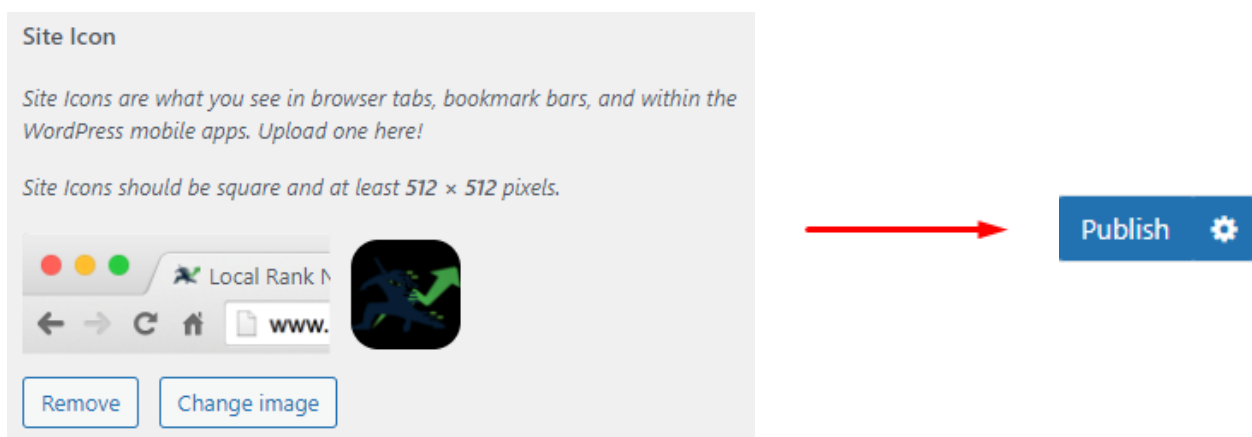 Site Icon
Site Icons are what you see in browser tabs, bookmark bars, and within the
WordPress mobile apps. Upload one here!
Site Icons should be square and at least 512 × 512 pixels.
Local Rank N
www.
Remove
Change image
Publish